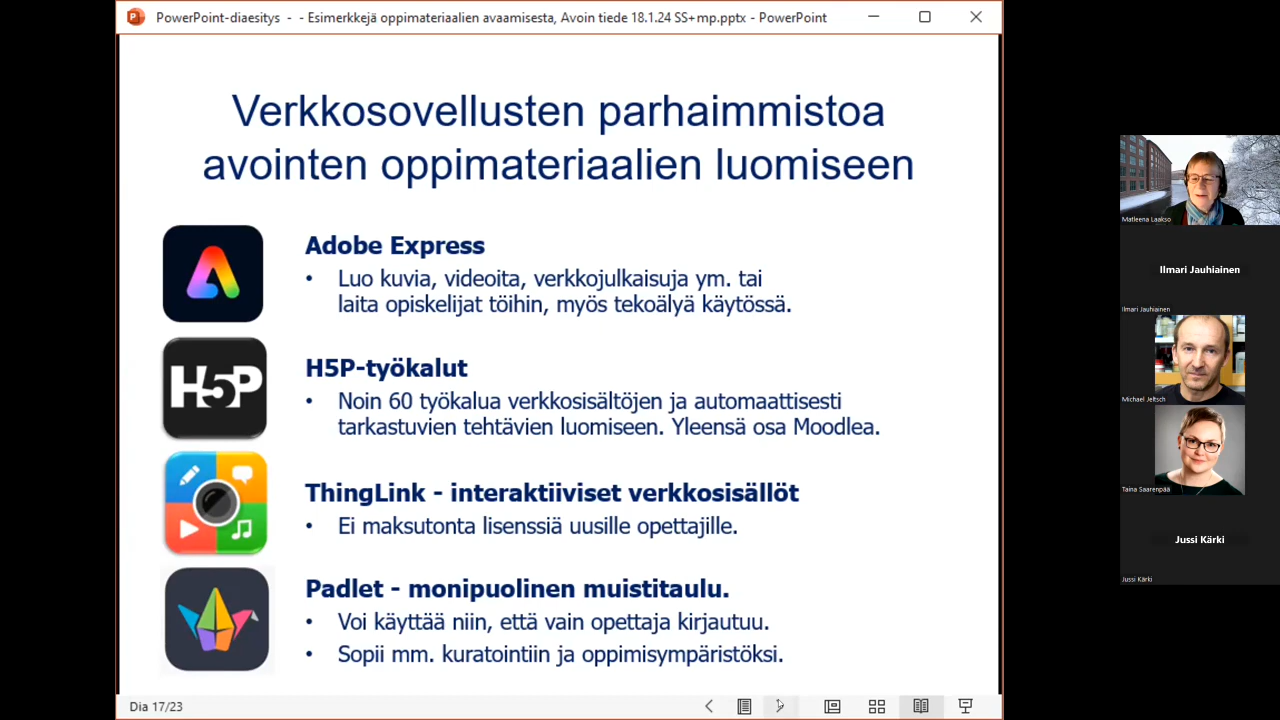 PowerPoint-diaesitys - - Esimerkkejä oppimateriaalien avaamisesta, Avoin tiede 18.1.24 SS+mp.pptx - PowerPoint
Verkkosovellusten parhaimmistoa
avointen oppimateriaalien luomiseen
Adobe Express
• Luo kuvia, videoita, verkkojulkaisuja ym. tai
laita opiskelijat töihin, myös tekoälyä käytössä.
H5P
H5P-työkalut
• Noin 60 työkalua verkkosisältöjen ja automaattisesti
tarkastuvien tehtävien luomiseen. Yleensä osa Moodlea.
ThingLink - interaktiiviset verkkosisällöt
• Ei maksutonta lisenssiä uusille opettajille.
Padlet - monipuolinen muistitaulu.
• Voi käyttää niin, että vain opettaja kirjautuu.
• Sopii mm. kuratointiin ja oppimisympäristöksi.
Dia 17/23
Matleena Laakso
Ilmari Jauhiainen
Ilmari Jauhiainen
Michael Jeltsch
Taina Saarenpää
Jussi Kärki
Jussi Kärki